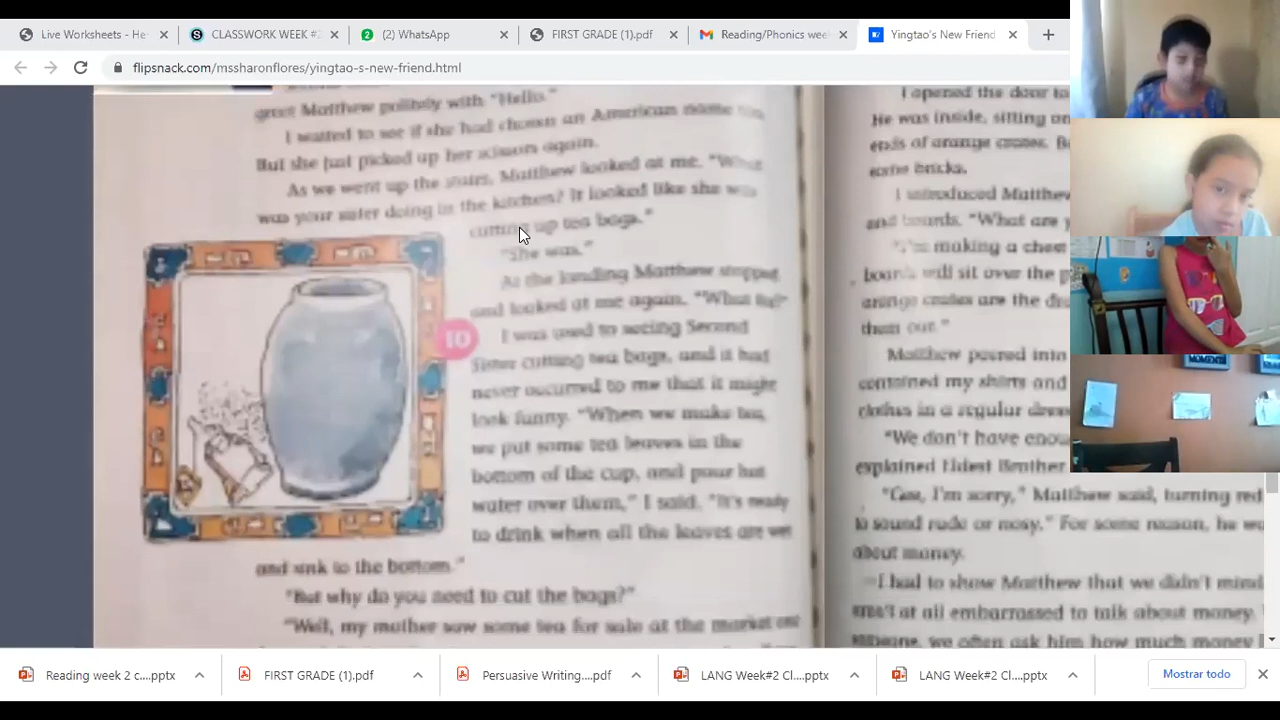 Live Worksheets - He
CLASSWORK WEEK #2
(2) WhatsApp
FIRST GRADE (1).pdf
Reading/Phonics wee
Yingtao's New Friend
flipsnack.com/mssharonflores/yingtao-s-new-friend.html
greet Matthew politely with "Hello."
I waited to see if she had chosen an American name too.
But she just picked up her scissors again.
As we went up the stairs, Matthew looked at me. "What
was your sister doing in the kitchen? It looked like she was
cutting up tea bags."
"She was."
At the landing Matthew stopped
and looked at me again. "What for?"
I was used to seeing Second
Sister cutting tea bags, and it had
never occurred to me that it might
look funny. "When we make tea,
we put some tea leaves in the
bottom of the cup, and pour hot
water over them," I said. "It's ready
to drink when all the leaves are wet
and sink to the bottom."
"But why do you need to cut the bags?"
"Well, my mother saw some tea for sale at the market one
10
I opened the door to
He was inside, sitting on
ends of orange crates. B
some bricks.
I introduced Matthew
and boards. "What are y
"I'm making a chest
boards will sit over the p
orange crates are the dra
them out."
Matthew peered into
contained my shirts and
clothes in a regular dres
"We don't have enou
explained Eldest Brother
"Gee, I'm sorry," Matthew said, turning red
to sound rude or nosy." For some reason, he wa
about money.
I had to show Matthew that we didn't mind
at all embarrassed to talk about money.
someone, we often ask him how much money
MOMENTS
Reading week 2 c....pptx
FIRST GRADE (1).pdf
Persuasive Writing....pdf
LANG Week#2 Cl....pptx
LANG Week#2 Cl....pptx
Mostrar todo